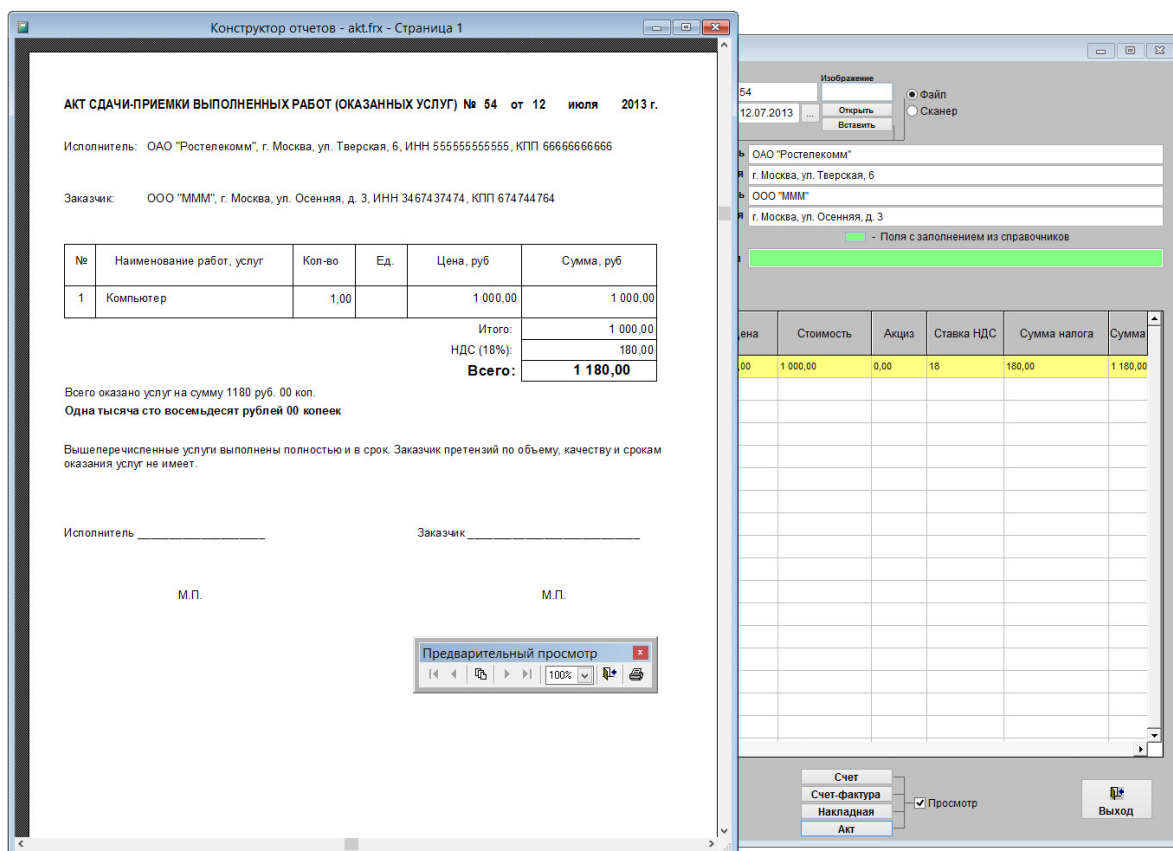 Конструктор отчетов - akt.frx - Страница 1
АКТ СДАЧИ-ПРИЕМКИ ВЫПОЛНЕННЫХ РАБОТ (ОКАЗАННЫХ УСЛУГ) № 54 от 12 июля 2013 г.
Исполнитель: ОАО "Ростелекомм", г. Москва, ул. Тверская, 6, ИНН 555555555555, КПП 66666666666
Заказчик: ООО "МММ", г. Москва, ул. Осенняя, д. 3, ИНН 3467437474, КПП 674744764
№ Наименование работ, услуг Кол-во Ед. Цена, руб Сумма, руб
1 Компьютер 1,00 1 000,00 1 000,00
Итого: 1 000,00
НДС (18%): 180,00
Всего: 1 180,00
Всего оказано услуг на сумму 1180 руб. 00 коп.
Одна тысяча сто восемьдесят рублей 00 копеек
Вышеперечисленные услуги выполнены полностью и в срок. Заказчик претензий по объему, качеству и срокам
оказания услуг не имеет.
Исполнитель ____________________ Заказчик ___________________________
М.П. М.П.
Предварительный просмотр
100%
Изображение
54
Файл
12.07.2013 ... Открыть
Сканер
Вставить
ь ОАО "Ростелекомм"
я г. Москва, ул. Тверская, 6
ь ООО "МММ"
я г. Москва, ул. Осенняя, д. 3
- Поля с заполнением из справочников
ена Стоимость Акциз Ставка НДС Сумма налога Сумма
,00 1 000,00 0,00 18 180,00 1 180,00
Счет
Счет-фактура
Накладная
Акт
Просмотр
Выход